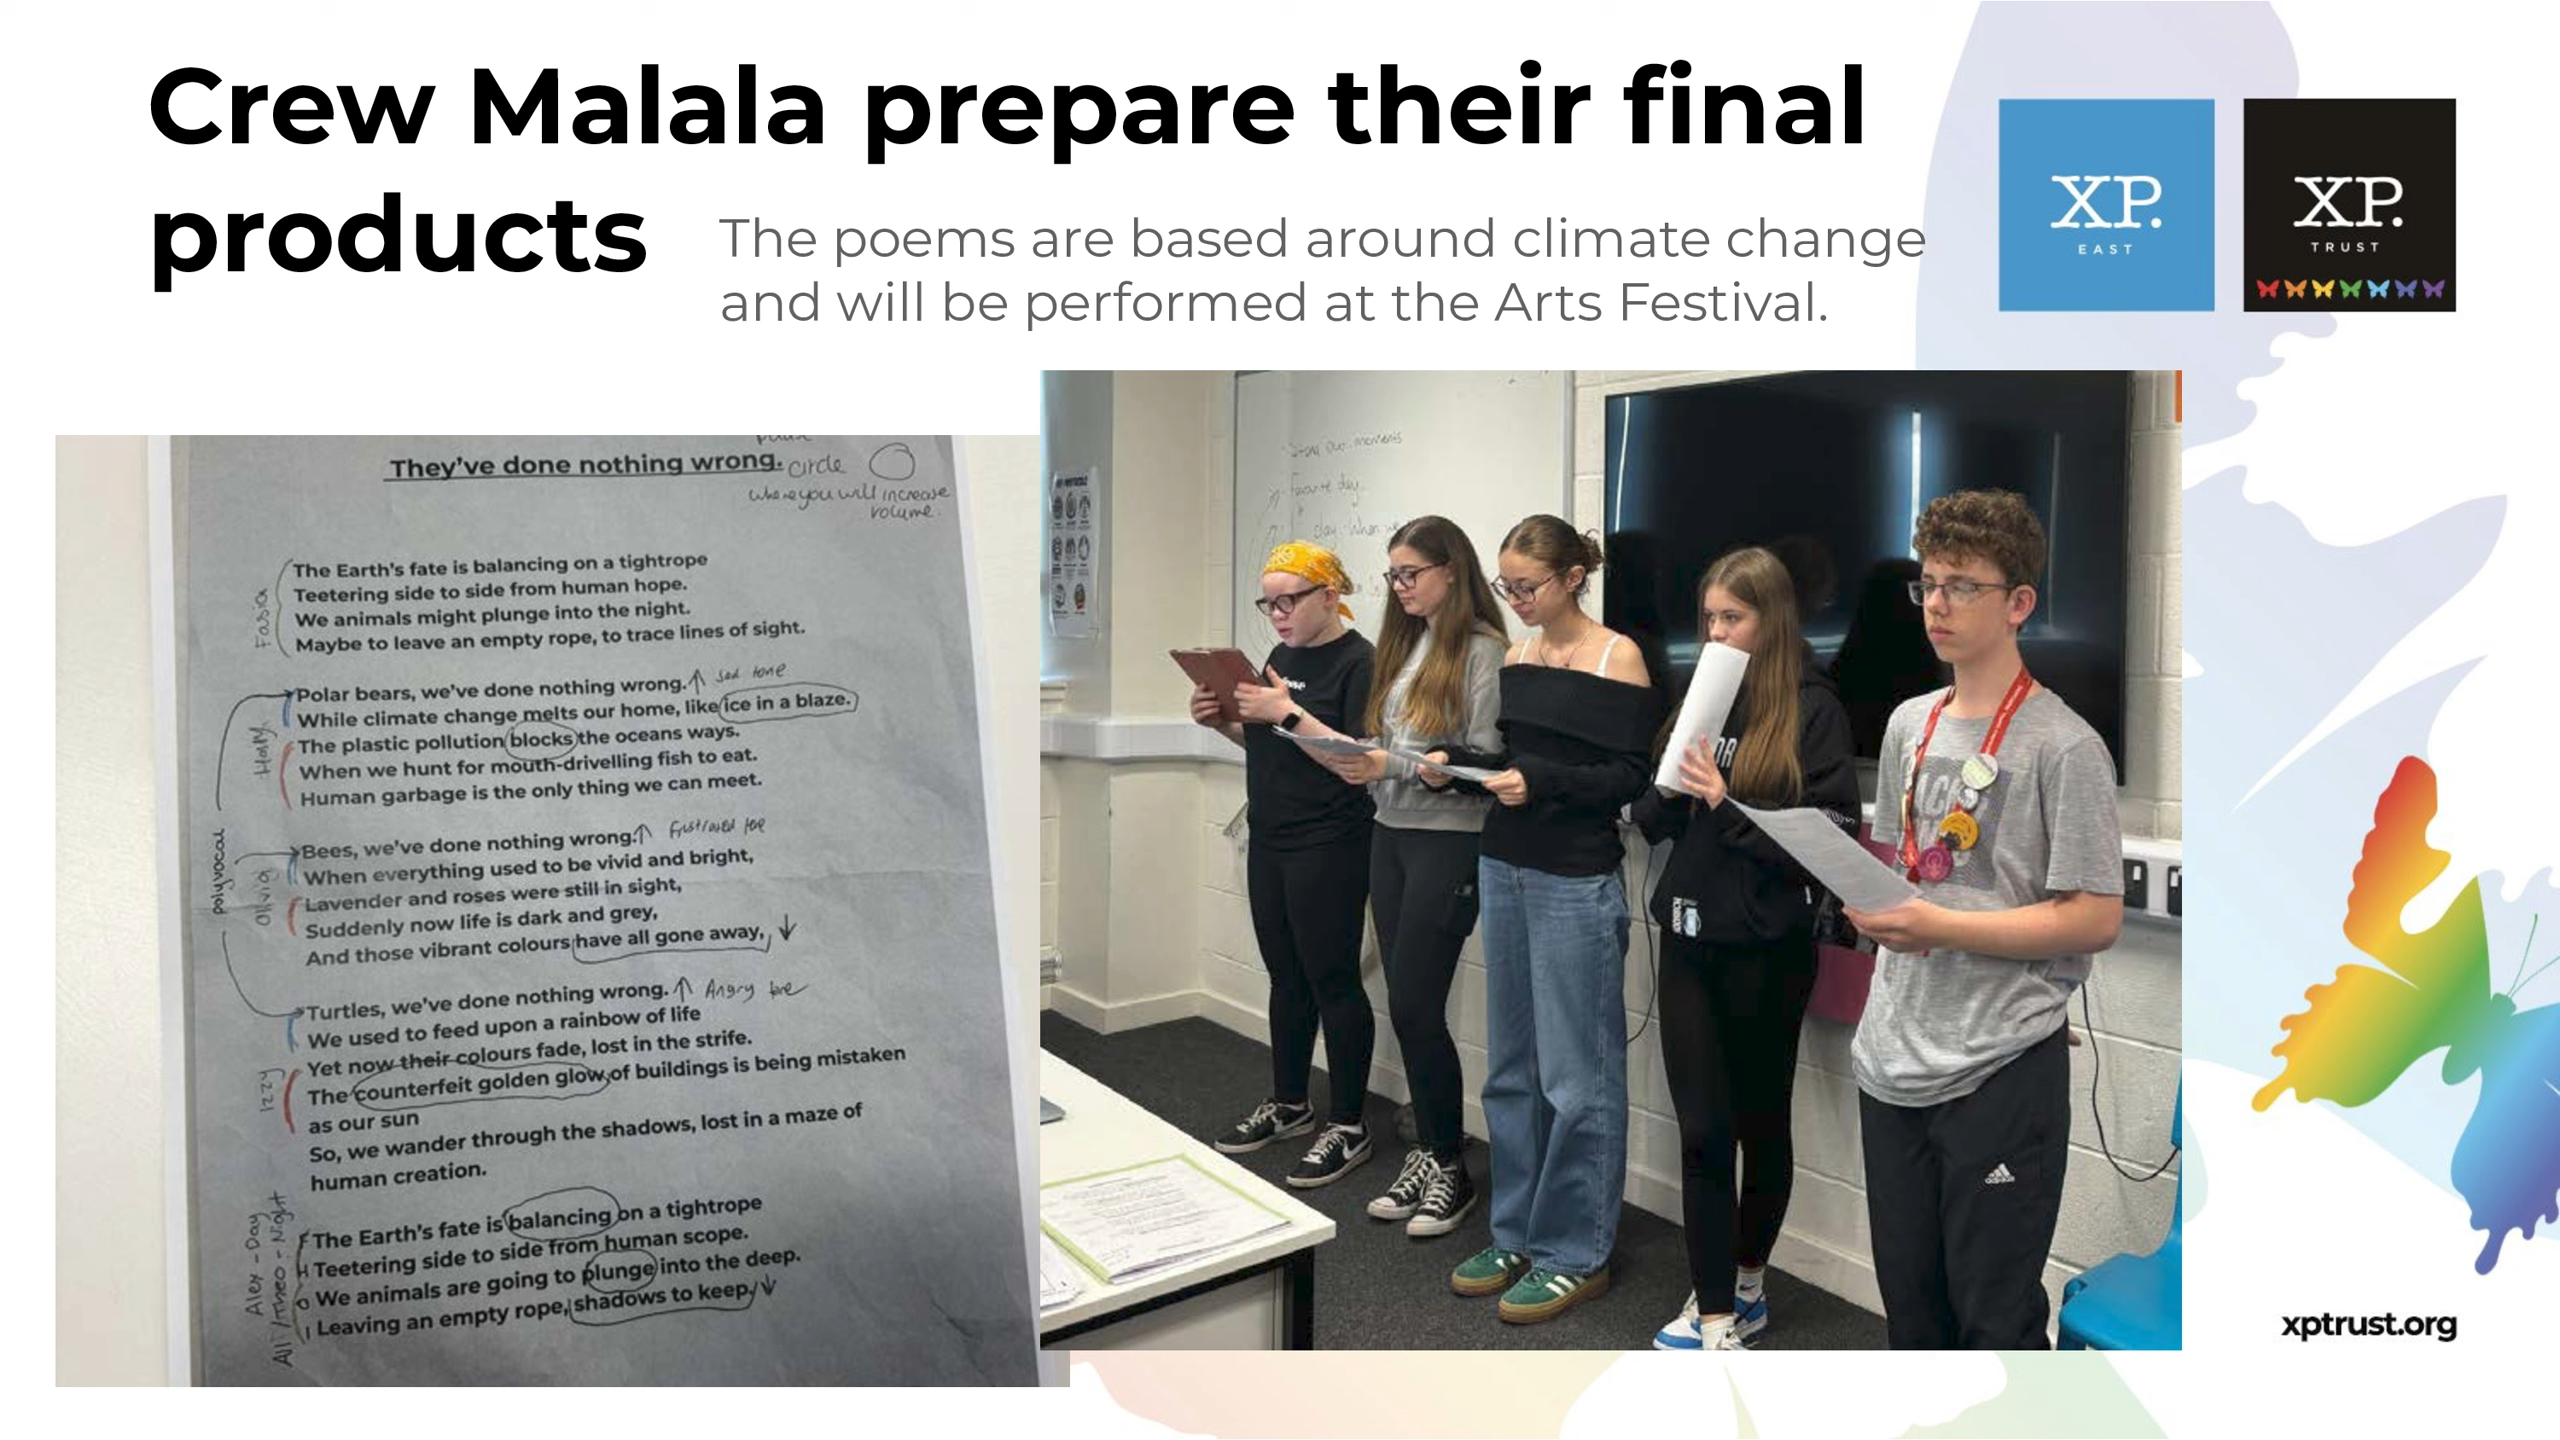 Crew Malala prepare their final
products
The poems are based around climate change
and will be performed at the Arts Festival.
XP.
EAST
XP.
TRUST
They've done nothing wrong.
circle
where you will increase
volume.
Fasia
The Earth's fate is balancing on a tightrope
Teetering side to side from human hope.
We animals might plunge into the night.
Maybe to leave an empty rope, to trace lines of sight.
polyvocal
Holly
Polar bears, we've done nothing wrong. ↑ Sad tone
While climate change melts our home, like ice in a blaze.
The plastic pollution blocks the oceans ways.
When we hunt for mouth-drivelling fish to eat.
Human garbage is the only thing we can meet.
Olivia
Bees, we've done nothing wrong. ↑ Frustrated tone
When everything used to be vivid and bright,
Lavender and roses were still in sight,
Suddenly now life is dark and grey,
And those vibrant colours have all gone away, ↓
Izzy
Turtles, we've done nothing wrong. ↑ Angry tone
We used to feed upon a rainbow of life
Yet now their colours fade, lost in the strife.
The counterfeit golden glow of buildings is being mistaken
as our sun
So, we wander through the shadows, lost in a maze of
human creation.
Alex - Day
All / Theo - Night
F The Earth's fate is balancing on a tightrope
H Teetering side to side from human scope.
O We animals are going to plunge into the deep.
I Leaving an empty rope, shadows to keep, ↓
our moments
favourite day
day. When we
adidas
xptrust.org